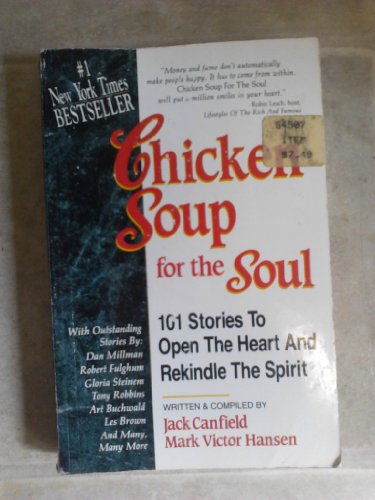 #1
New York Times
BESTSELLER
"Money and fame don't automatically
make people happy. It has to come from within.
Chicken Soup For The Soul
will put a million smiles in your heart."
Robin Leach, host,
Lifestyles Of The Rich And Famous
54507
ITEM
$7.49
Chicken
Soup
for the Soul
101 Stories To
Open The Heart And
Rekindle The Spirit
With Outstanding
Stories By:
Dan Millman
Robert Fulghum
Gloria Steinem
Tony Robbins
Art Buchwald
Les Brown
And Many,
Many More
WRITTEN & COMPILED BY
Jack Canfield
Mark Victor Hansen